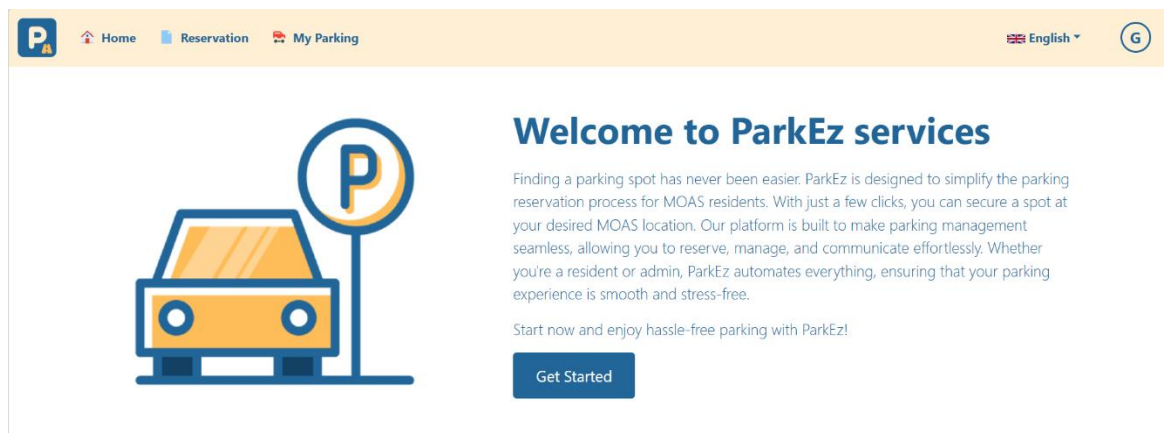 P Home Reservation My Parking English G
P
Welcome to ParkEz services
Finding a parking spot has never been easier. ParkEz is designed to simplify the parking
reservation process for MOAS residents. With just a few clicks, you can secure a spot at
your desired MOAS location. Our platform is built to make parking management
seamless, allowing you to reserve, manage, and communicate effortlessly. Whether
you're a resident or admin, ParkEz automates everything, ensuring that your parking
experience is smooth and stress-free.
Start now and enjoy hassle-free parking with ParkEz!
Get Started